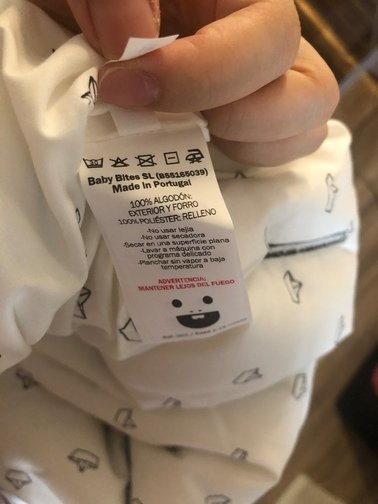 Baby Bites SL (B55165039)
Made in Portugal
100% ALGODÓN:
EXTERIOR Y FORRO
100% POLIÉSTER: RELLENO
-No usar lejía
-No usar secadora
-Secar en una superficie plana
-Lavar a máquina con
programa delicado
-Planchar sin vapor a baja
temperatura
ADVERTENCIA:
MANTENER LEJOS DEL FUEGO